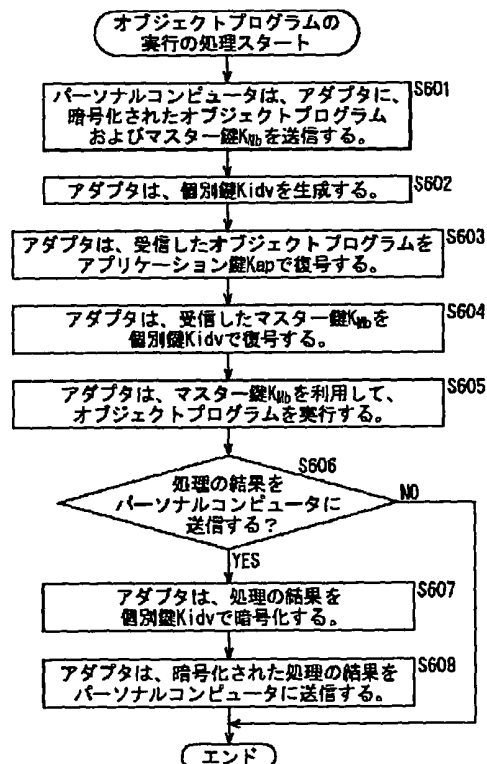 オブジェクトプログラムの
実行の処理スタート
S601
パーソナルコンピュータは、アダプタに、
暗号化されたオブジェクトプログラム
およびマスター鍵KMbを送信する。
S602
アダプタは、個別鍵Kidvを生成する。
S603
アダプタは、受信したオブジェクトプログラムを
アプリケーション鍵Kapで復号する。
S604
アダプタは、受信したマスター鍵KMbを
個別鍵Kidvで復号する。
S605
アダプタは、マスター鍵KMbを利用して、
オブジェクトプログラムを実行する。
S606
処理の結果を
パーソナルコンピュータに
送信する？
NO
YES
S607
アダプタは、処理の結果を
個別鍵Kidvで暗号化する。
S608
アダプタは、暗号化された処理の結果を
パーソナルコンピュータに送信する。
エンド